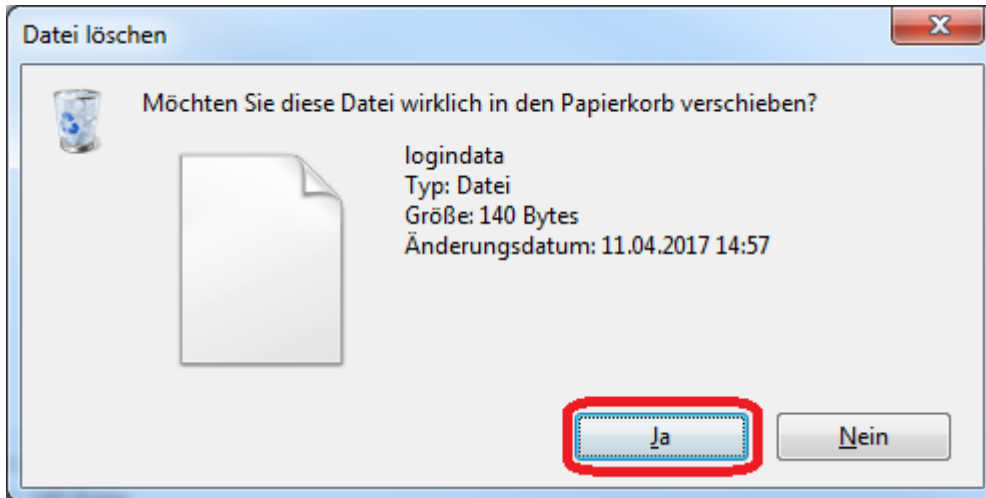 Datei löschen
Möchten Sie diese Datei wirklich in den Papierkorb verschieben?
logindata
Typ: Datei
Größe: 140 Bytes
Änderungsdatum: 11.04.2017 14:57
Ja
Nein